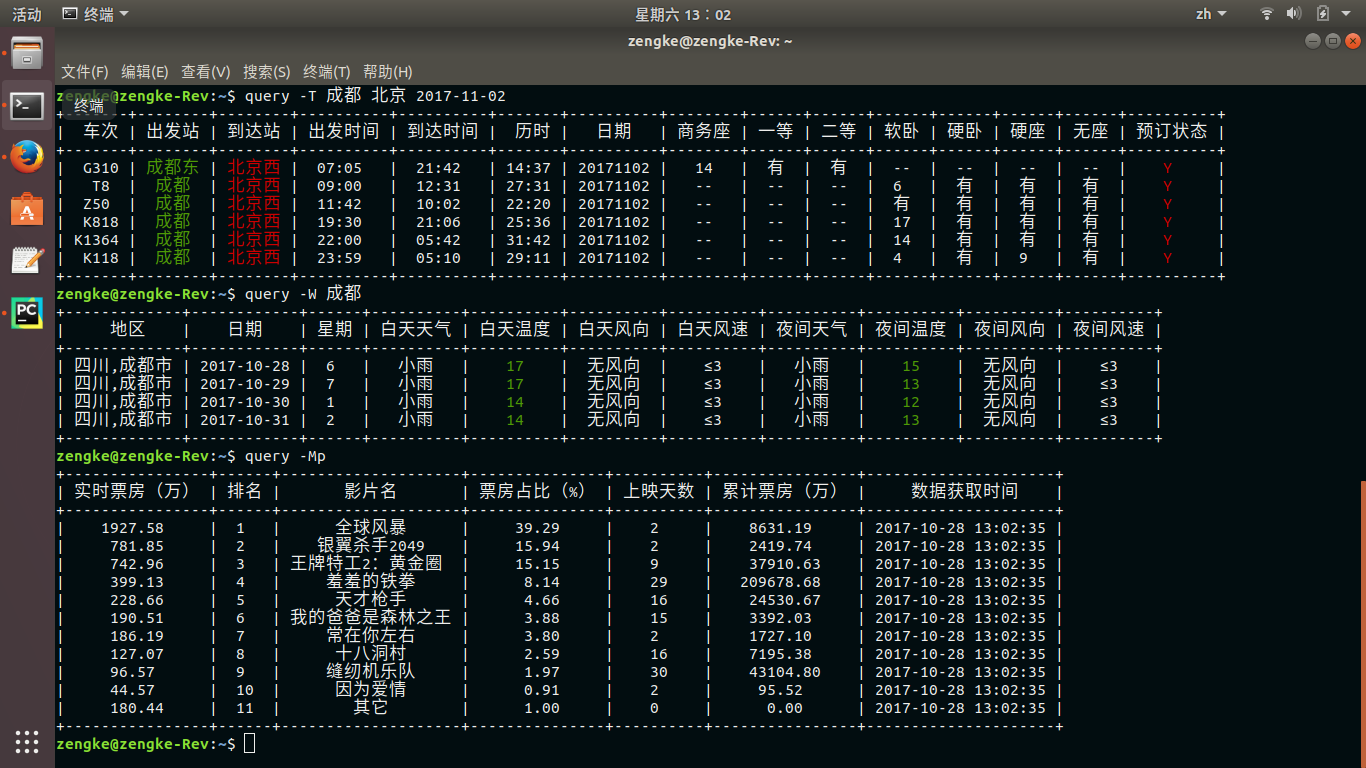 活动 终端 星期六 13：02 zh
zengke@zengke-Rev: ~
文件(F) 编辑(E) 查看(V) 搜索(S) 终端(T) 帮助(H)
zengke@zengke-Rev:~$ query -T 成都 北京 2017-11-02
终端
+-------+--------+--------+----------+----------+-------+---------+--------+------+------+------+------+------+------+----------+
| 车次 | 出发站 | 到达站 | 出发时间 | 到达时间 | 历时 | 日期 | 商务座 | 一等 | 二等 | 软卧 | 硬卧 | 硬座 | 无座 | 预订状态 |
+-------+--------+--------+----------+----------+-------+---------+--------+------+------+------+------+------+------+----------+
| G310 | 成都东 | 北京西 | 07:05 | 21:42 | 14:37 | 20171102 | 14 | 有 | 有 | -- | -- | -- | -- | Y |
| T8 | 成都 | 北京西 | 09:00 | 12:31 | 27:31 | 20171102 | -- | -- | -- | 6 | 有 | 有 | 有 | Y |
| Z50 | 成都 | 北京西 | 11:42 | 10:02 | 22:20 | 20171102 | -- | -- | -- | 有 | 有 | 有 | 有 | Y |
| K818 | 成都 | 北京西 | 19:30 | 21:06 | 25:36 | 20171102 | -- | -- | -- | 17 | 有 | 有 | 有 | Y |
| K1364 | 成都 | 北京西 | 22:00 | 05:42 | 31:42 | 20171102 | -- | -- | -- | 14 | 有 | 有 | 有 | Y |
| K118 | 成都 | 北京西 | 23:59 | 05:10 | 29:11 | 20171102 | -- | -- | -- | 4 | 有 | 9 | 有 | Y |
+-------+--------+--------+----------+----------+-------+---------+--------+------+------+------+------+------+------+----------+
zengke@zengke-Rev:~$ query -W 成都
+-------------+------------+------+----------+----------+----------+----------+----------+----------+----------+----------+
| 地区 | 日期 | 星期 | 白天天气 | 白天温度 | 白天风向 | 白天风速 | 夜间天气 | 夜间温度 | 夜间风向 | 夜间风速 |
+-------------+------------+------+----------+----------+----------+----------+----------+----------+----------+----------+
| 四川,成都市 | 2017-10-28 | 6 | 小雨 | 17 | 无风向 | ≤3 | 小雨 | 15 | 无风向 | ≤3 |
| 四川,成都市 | 2017-10-29 | 7 | 小雨 | 17 | 无风向 | ≤3 | 小雨 | 13 | 无风向 | ≤3 |
| 四川,成都市 | 2017-10-30 | 1 | 小雨 | 14 | 无风向 | ≤3 | 小雨 | 12 | 无风向 | ≤3 |
| 四川,成都市 | 2017-10-31 | 2 | 小雨 | 14 | 无风向 | ≤3 | 小雨 | 13 | 无风向 | ≤3 |
+-------------+------------+------+----------+----------+----------+----------+----------+----------+----------+----------+
zengke@zengke-Rev:~$ query -Mp
+----------------+------+--------------------+---------------+----------+----------------+---------------------+
| 实时票房（万） | 排名 | 影片名 | 票房占比（%） | 上映天数 | 累计票房（万） | 数据获取时间 |
+----------------+------+--------------------+---------------+----------+----------------+---------------------+
| 1927.58 | 1 | 全球风暴 | 39.29 | 2 | 8631.19 | 2017-10-28 13:02:35 |
| 781.85 | 2 | 银翼杀手2049 | 15.94 | 2 | 2419.74 | 2017-10-28 13:02:35 |
| 742.96 | 3 | 王牌特工2：黄金圈 | 15.15 | 9 | 37910.63 | 2017-10-28 13:02:35 |
| 399.13 | 4 | 羞羞的铁拳 | 8.14 | 29 | 209678.68 | 2017-10-28 13:02:35 |
| 228.66 | 5 | 天才枪手 | 4.66 | 16 | 24530.67 | 2017-10-28 13:02:35 |
| 190.51 | 6 | 我的爸爸是森林之王 | 3.88 | 15 | 3392.03 | 2017-10-28 13:02:35 |
| 186.19 | 7 | 常在你左右 | 3.80 | 2 | 1727.10 | 2017-10-28 13:02:35 |
| 127.07 | 8 | 十八洞村 | 2.59 | 16 | 7195.38 | 2017-10-28 13:02:35 |
| 96.57 | 9 | 缝纫机乐队 | 1.97 | 30 | 43104.80 | 2017-10-28 13:02:35 |
| 44.57 | 10 | 因为爱情 | 0.91 | 2 | 95.52 | 2017-10-28 13:02:35 |
| 180.44 | 11 | 其它 | 1.00 | 0 | 0.00 | 2017-10-28 13:02:35 |
+----------------+------+--------------------+---------------+----------+----------------+---------------------+
zengke@zengke-Rev:~$
PC